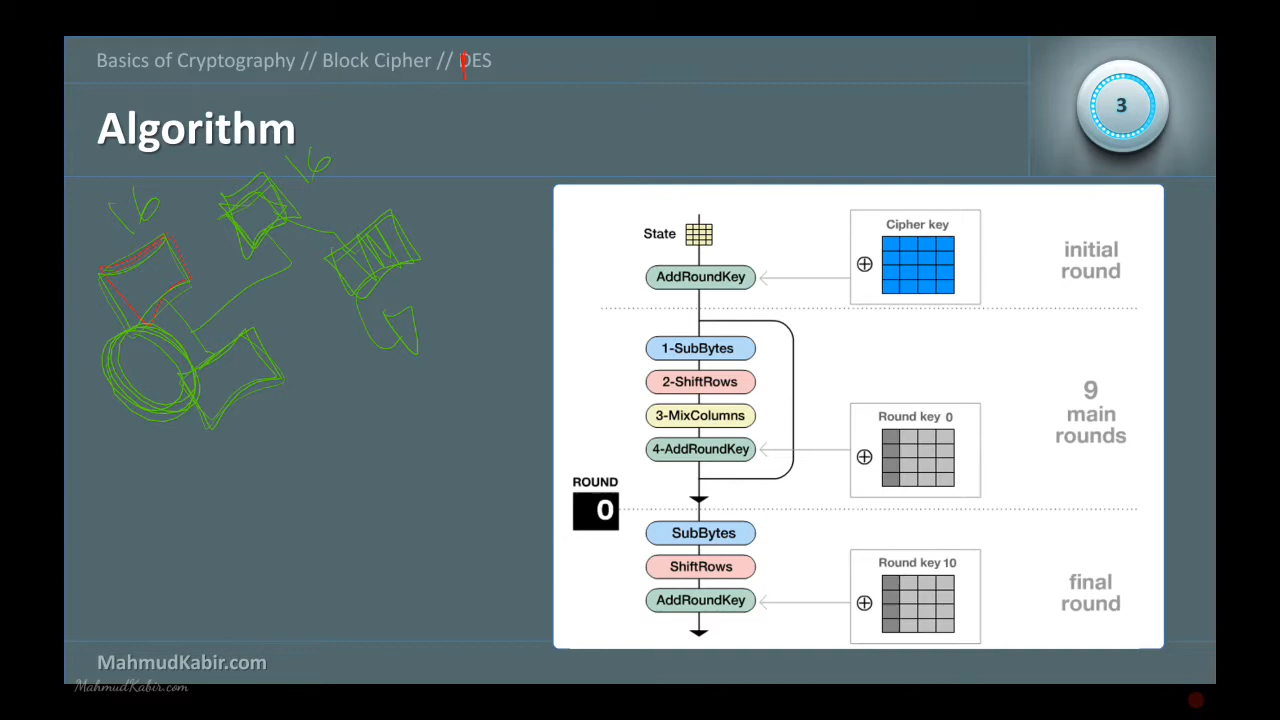 Basics of Cryptography // Block Cipher // DES
3
Algorithm
16
16
State
Cipher key
AddRoundKey
initial
round
1-SubBytes
2-ShiftRows
3-MixColumns
4-AddRoundKey
Round key 0
9
main
rounds
ROUND
0
SubBytes
ShiftRows
AddRoundKey
Round key 10
final
round
MahmudKabir.com
MahmudKabir.com